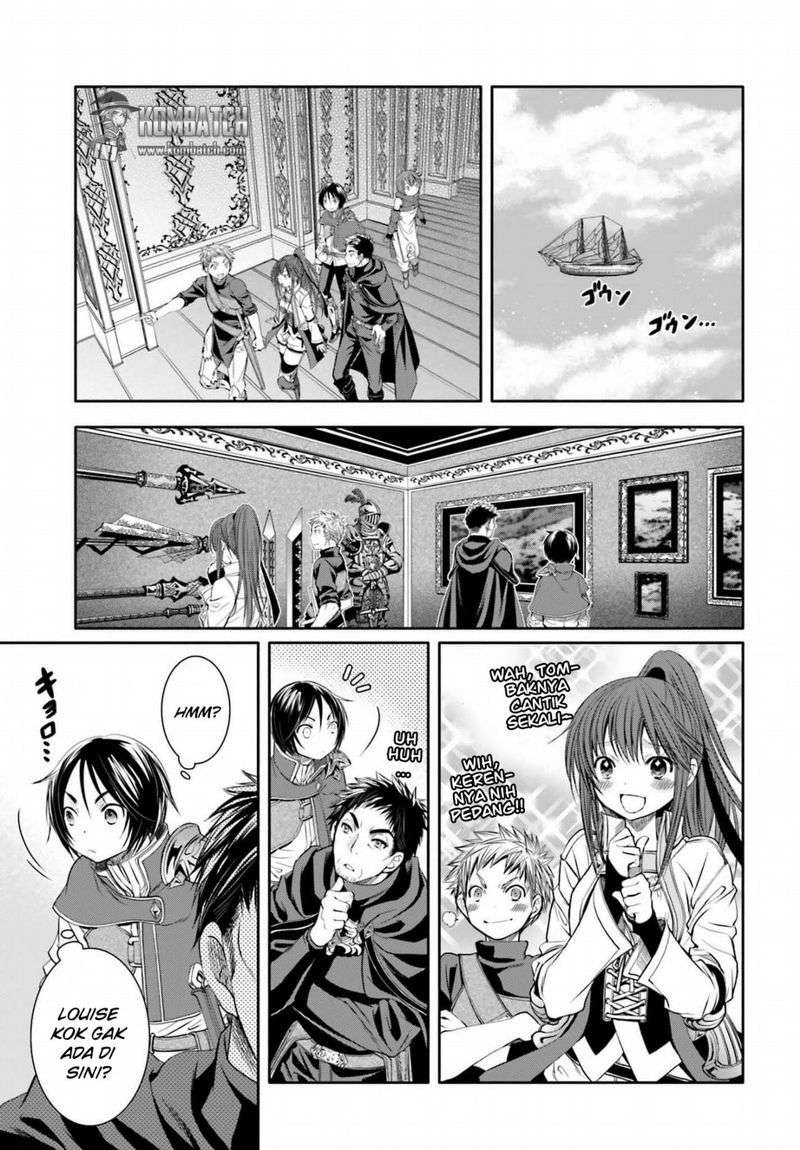 ゴウン
ゴウン...
KOMBATCH
www.kombatch.com
WAH, TOM-
BAKNYA
CANTIK
SEKALI~
WIH,
KEREN-
NYA NIH
PEDANG!!
UH
HUH
...
HMM?
キョロ...
LOUISE
KOK GAK
ADA DI
SINI?